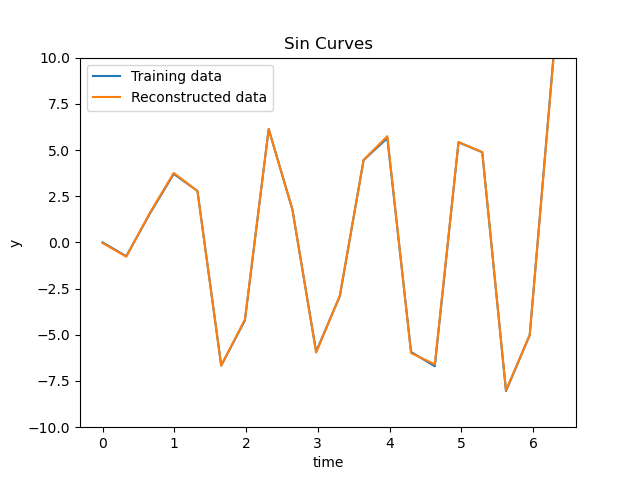 Sin Curves
10.0
7.5
5.0
2.5
0.0
−2.5
−5.0
−7.5
−10.0
y
Training data
Reconstructed data
0 1 2 3 4 5 6
time